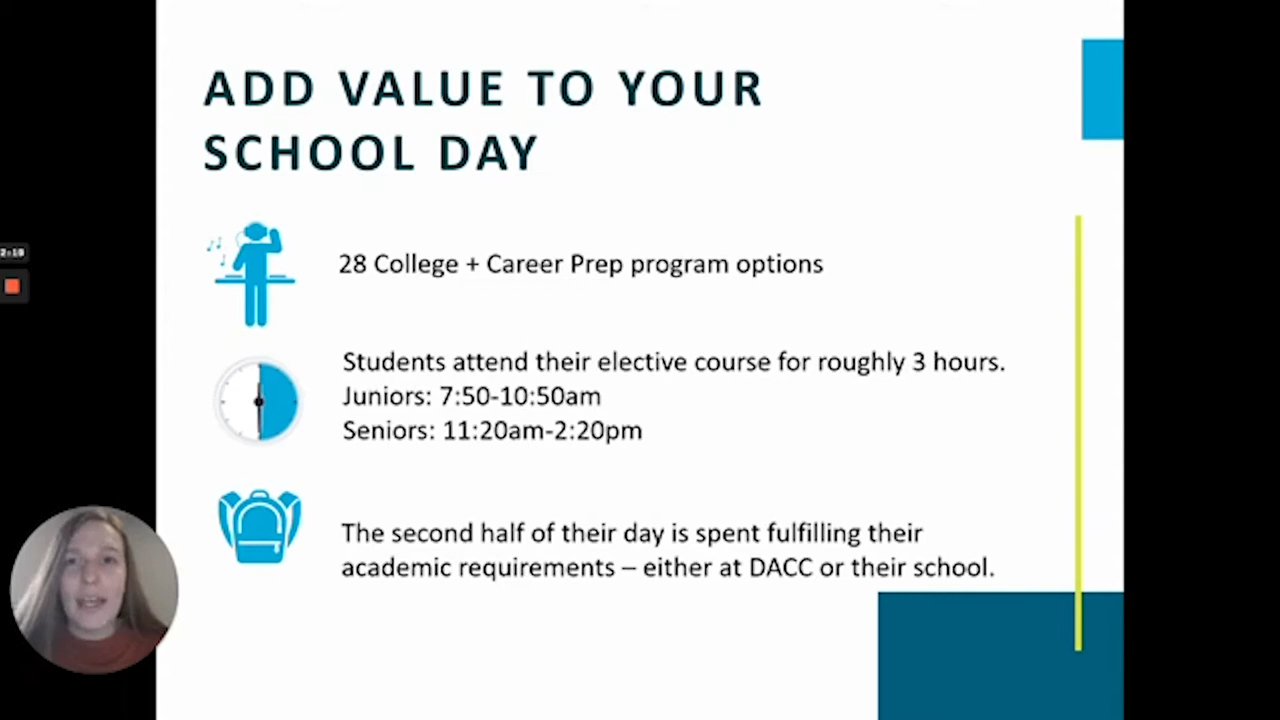 ADD VALUE TO YOUR
SCHOOL DAY
28 College + Career Prep program options
Students attend their elective course for roughly 3 hours.
Juniors: 7:50-10:50am
Seniors: 11:20am-2:20pm
The second half of their day is spent fulfilling their
academic requirements – either at DACC or their school.